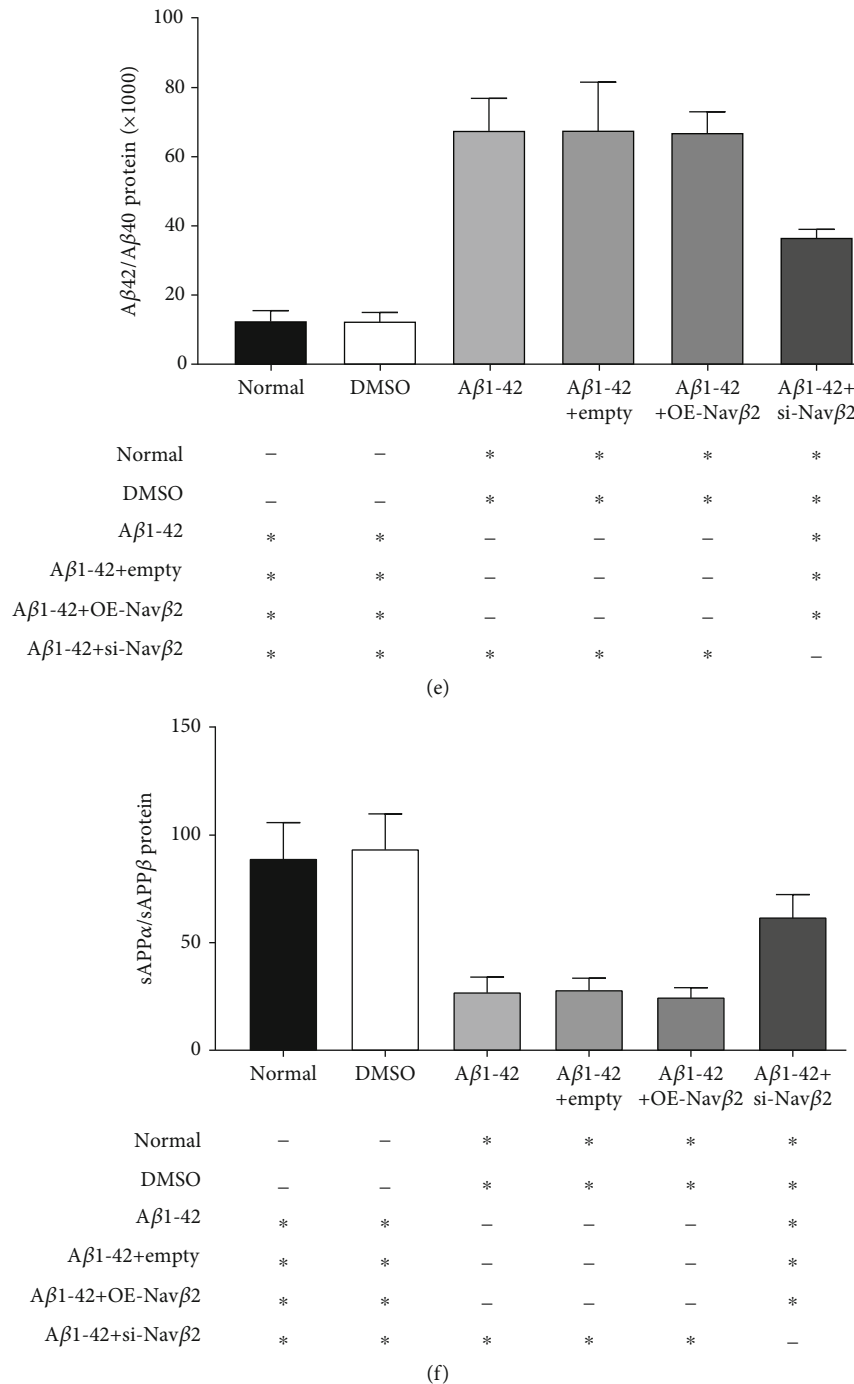 100
80
60
40
20
0
Aβ42/Aβ40 protein (×1000)
Normal DMSO Aβ1-42 Aβ1-42 +empty Aβ1-42 +OE-Navβ2 Aβ1-42+ si-Navβ2
Normal – – * * * *
DMSO – – * * * *
Aβ1-42 * * – – – *
Aβ1-42+empty * * – – – *
Aβ1-42+OE-Navβ2 * * – – – *
Aβ1-42+si-Navβ2 * * * * * –
(e)
150
100
50
0
sAPPα/sAPPβ protein
Normal DMSO Aβ1-42 Aβ1-42 +empty Aβ1-42 +OE-Navβ2 Aβ1-42+ si-Navβ2
Normal – – * * * *
DMSO – – * * * *
Aβ1-42 * * – – – *
Aβ1-42+empty * * – – – *
Aβ1-42+OE-Navβ2 * * – – – *
Aβ1-42+si-Navβ2 * * * * * –
(f)